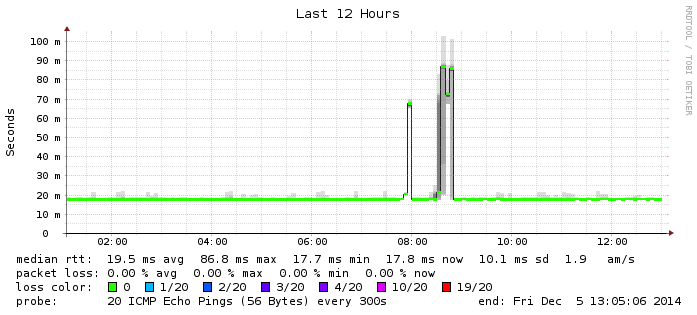 Last 12 Hours
RRDTOOL / TOBI OETIKER
Seconds
100 m
90 m
80 m
70 m
60 m
50 m
40 m
30 m
20 m
10 m
0
02:00 04:00 06:00 08:00 10:00 12:00
median rtt: 19.5 ms avg 86.8 ms max 17.7 ms min 17.8 ms now 10.1 ms sd 1.9 am/s
packet loss: 0.00 % avg 0.00 % max 0.00 % min 0.00 % now
loss color: 0 1/20 2/20 3/20 4/20 10/20 19/20
probe: 20 ICMP Echo Pings (56 Bytes) every 300s end: Fri Dec 5 13:05:06 2014